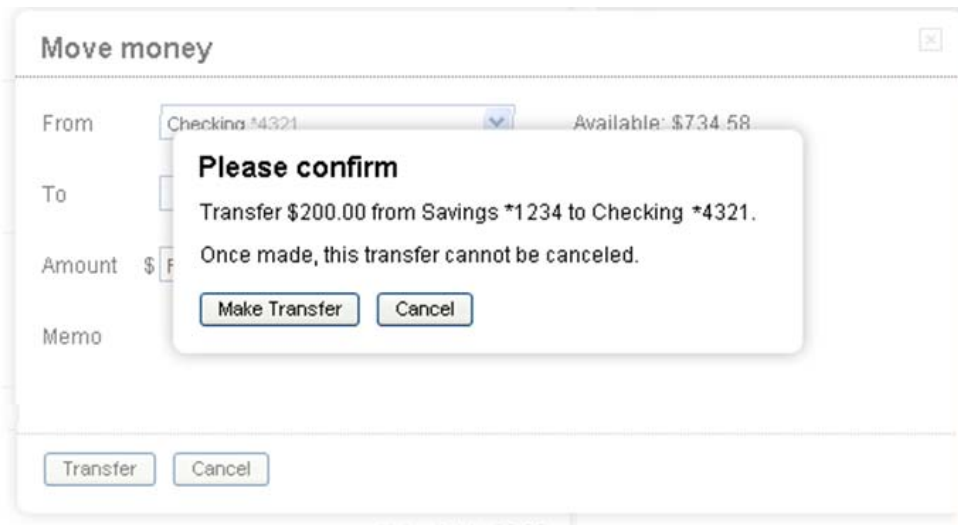 Move money
From Checking *4321 Available: $734.58
Please confirm
To
Transfer $200.00 from Savings *1234 to Checking *4321.
Once made, this transfer cannot be canceled.
Amount $
Make Transfer Cancel
Memo
Transfer Cancel